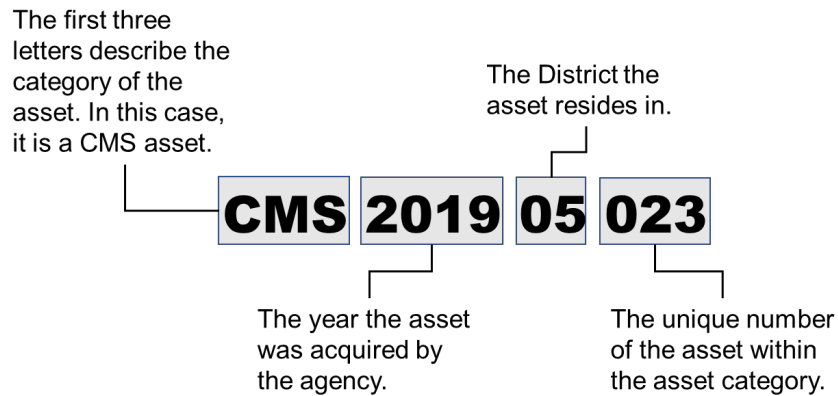 The first three
letters describe the
category of the
asset. In this case,
it is a CMS asset.
The District the
asset resides in.
CMS 2019 05 023
The year the asset
was acquired by
the agency.
The unique number
of the asset within
the asset category.